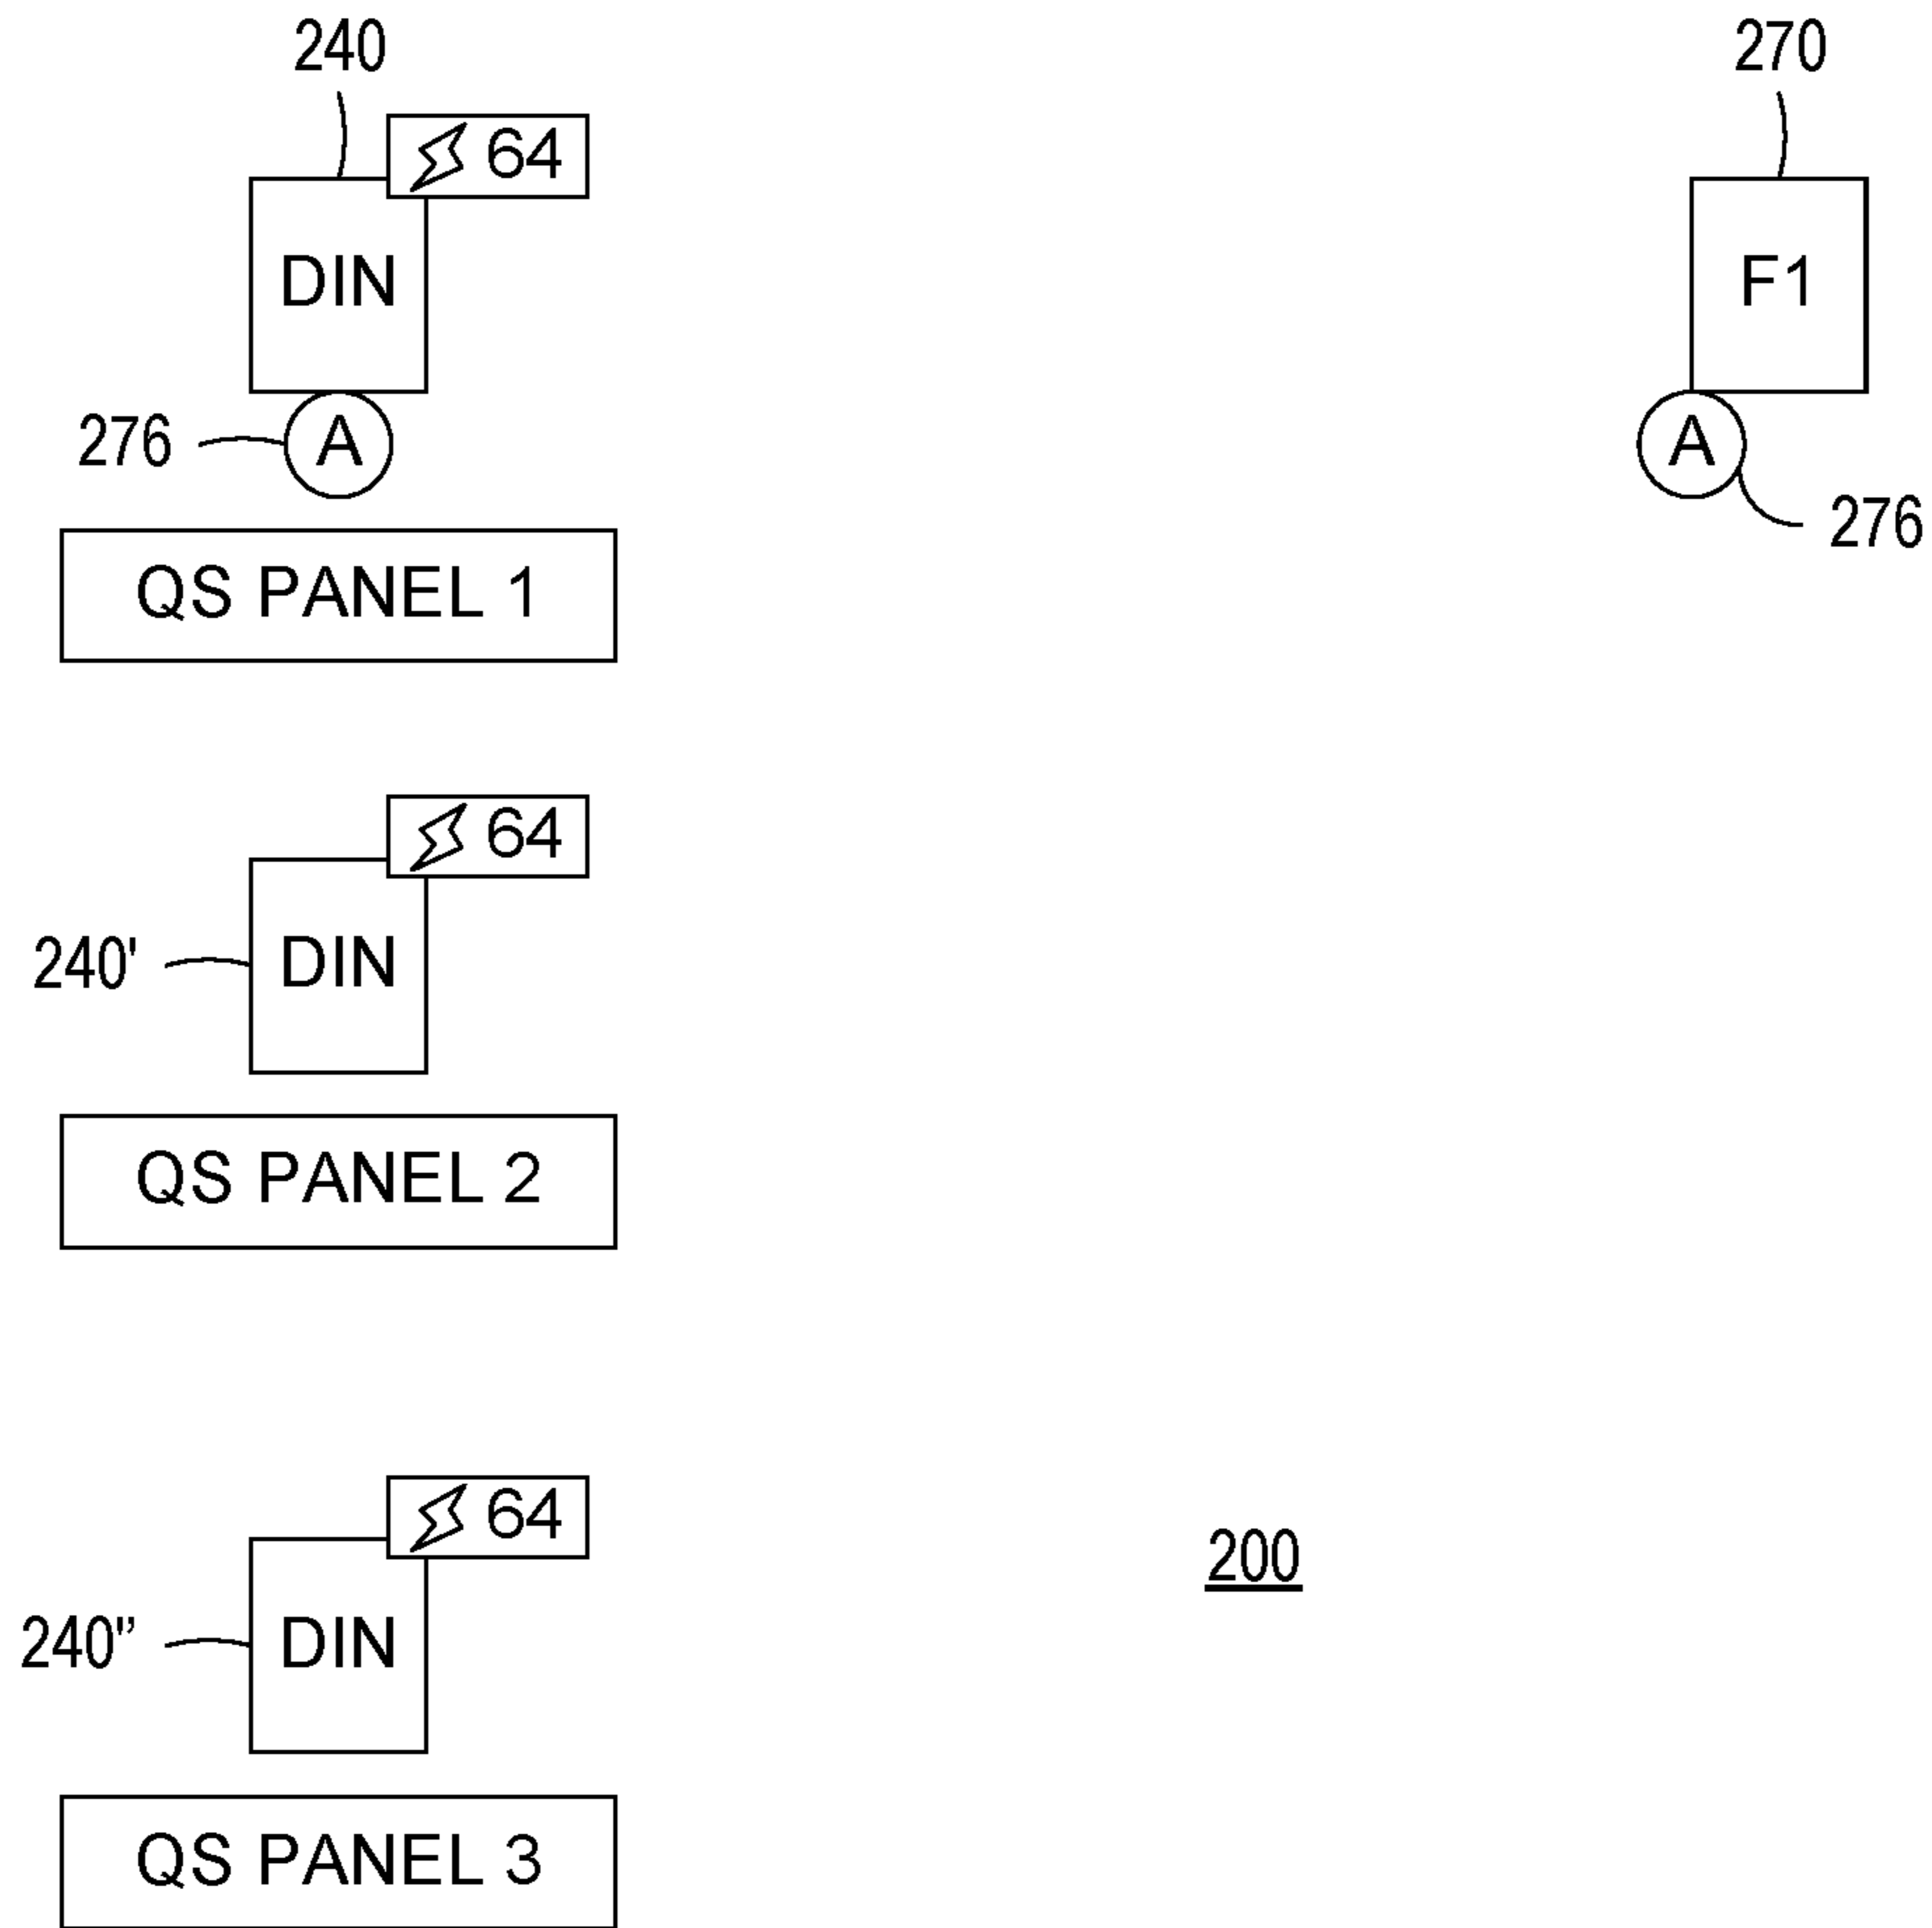 240
270
64
DIN
F1
276
A
A
276
QS PANEL 1
64
240'
DIN
QS PANEL 2
64
200
240"
DIN
QS PANEL 3